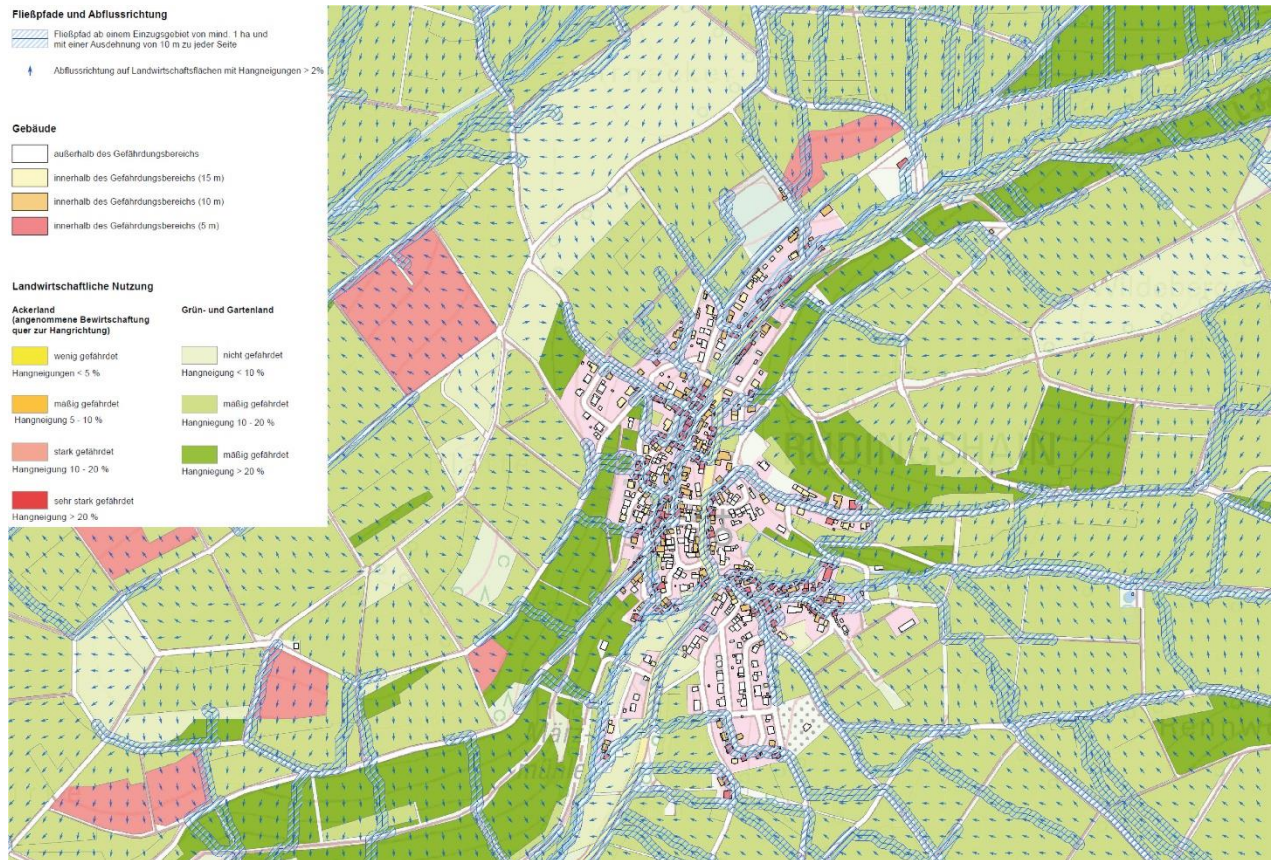 Fließpfade und Abflussrichtung
Fließpfad ab einem Einzugsgebiet von mind. 1 ha und
mit einer Ausdehnung von 10 m zu jeder Seite
Abflussrichtung auf Landwirtschaftsflächen mit Hangneigungen > 2%
Gebäude
außerhalb des Gefährdungsbereichs
innerhalb des Gefährdungsbereichs (15 m)
innerhalb des Gefährdungsbereichs (10 m)
innerhalb des Gefährdungsbereichs (5 m)
Landwirtschaftliche Nutzung
Ackerland
(angenommene Bewirtschaftung
quer zur Hangrichtung)
wenig gefährdet
Hangneigungen < 5 %
mäßig gefährdet
Hangneigung 5 - 10 %
stark gefährdet
Hangneigung 10 - 20 %
sehr stark gefährdet
Hangneigung > 20 %
Grün- und Gartenland
nicht gefährdet
Hangneigung < 10 %
mäßig gefährdet
Hangniegung 10 - 20 %
mäßig gefährdet
Hangniegung > 20 %